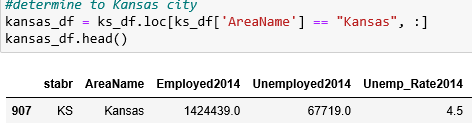 #determine to Kansas city
kansas_df = ks_df.loc[ks_df['AreaName'] == "Kansas", :]
kansas_df.head()
stabr AreaName Employed2014 Unemployed2014 Unemp_Rate2014
907 KS Kansas 1424439.0 67719.0 4.5